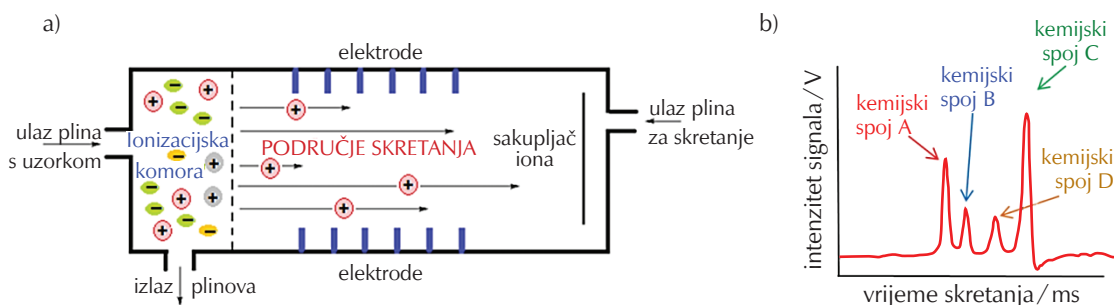 a)
elektrode
ulaz plina
s uzorkom
Ionizacijska
komora
PODRUČJE SKRETANJA
sakupljač
iona
ulaz plina
za skretanje
izlaz plinova
elektrode
b)
intenzitet signala/V
kemijski
spoj A
kemijski
spoj B
kemijski
spoj C
kemijski
spoj D
vrijeme skretanja/ms